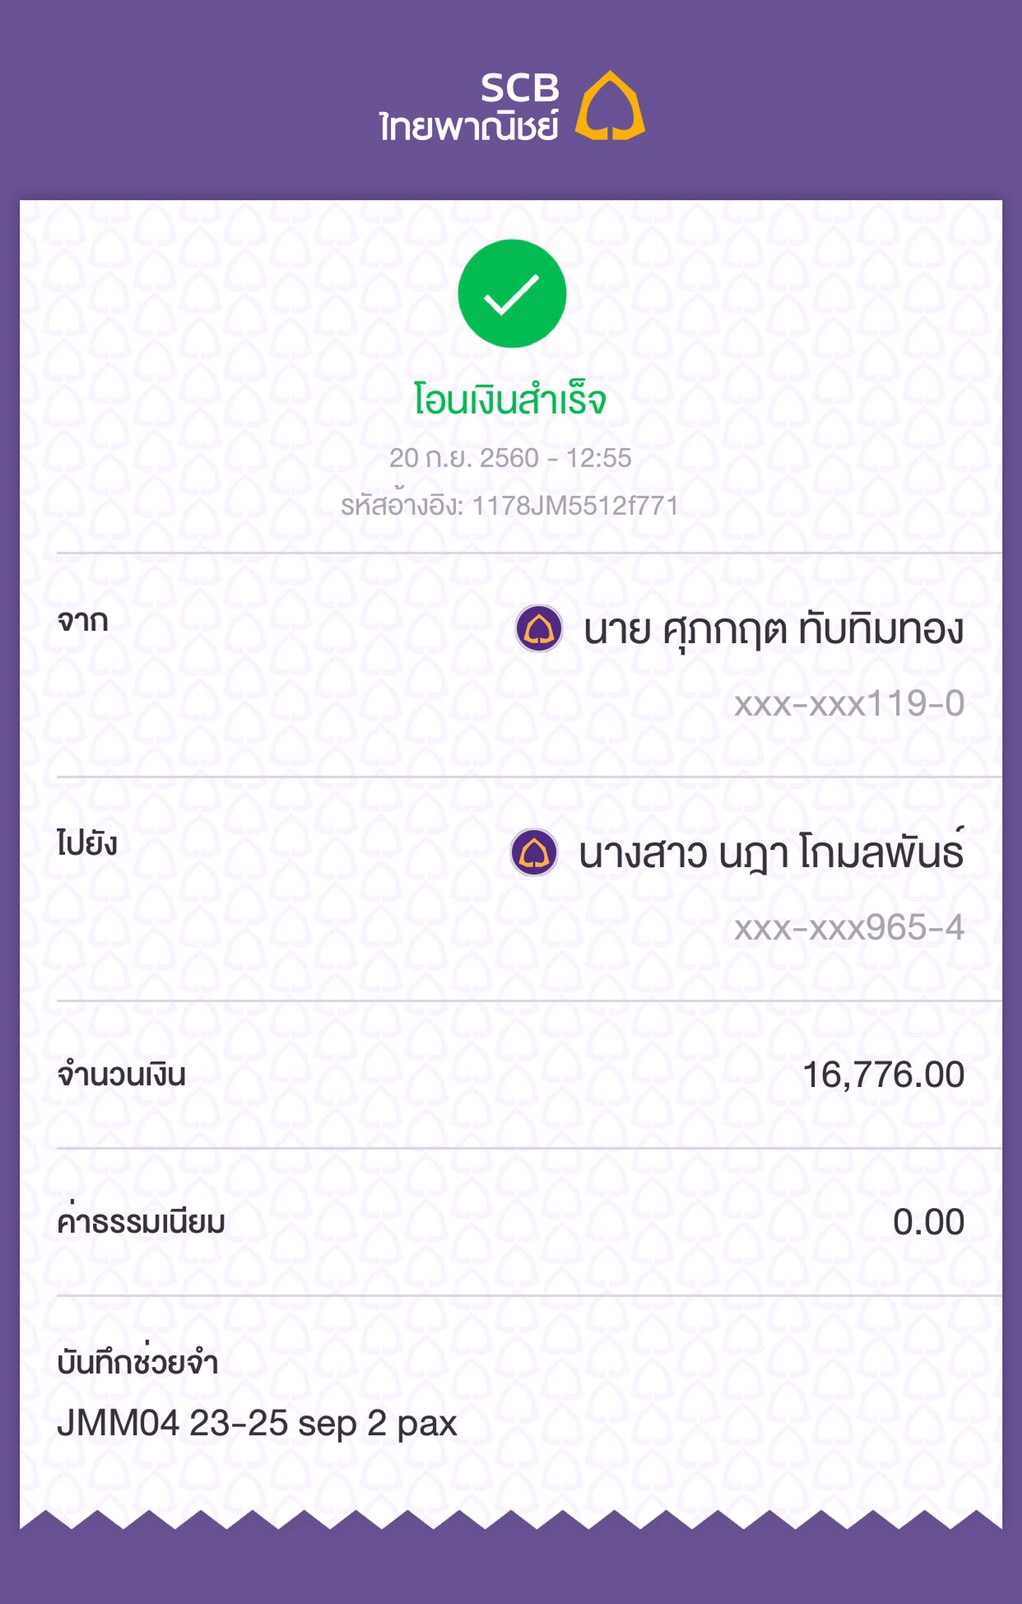 SCB
ไทยพาณิชย์
โอนเงินสำเร็จ
20 ก.ย. 2560 - 12:55
รหัสอ้างอิง: 1178JM5512f771
จาก
นาย ศุภกฤต ทับทิมทอง
xxx-xxx119-0
ไปยัง
นางสาว นฎา โกมลพันธ์
xxx-xxx965-4
จำนวนเงิน
16,776.00
ค่าธรรมเนียม
0.00
บันทึกช่วยจำ
JMM04 23-25 sep 2 pax